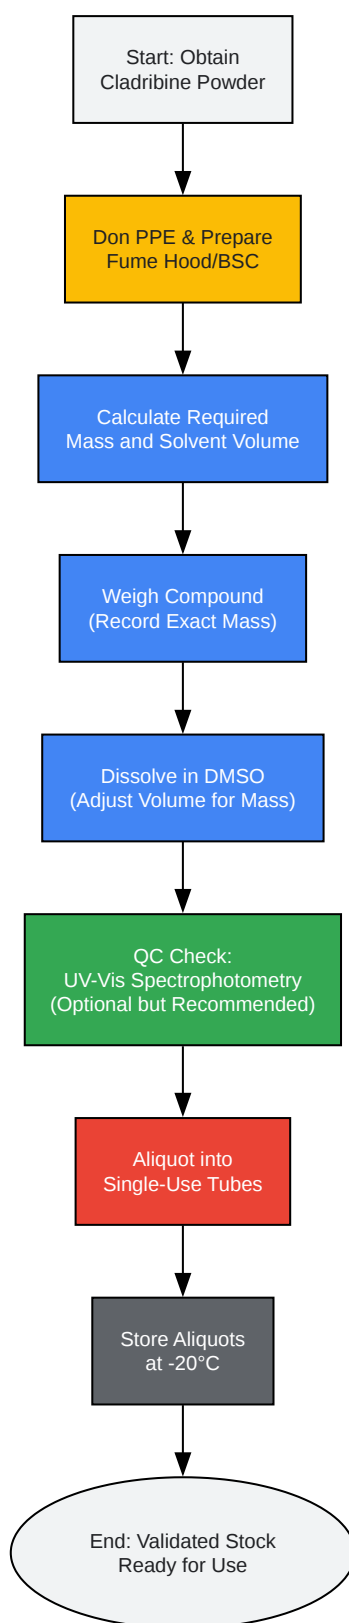 Start: Obtain
Cladribine Powder
Don PPE & Prepare
Fume Hood/BSC
Calculate Required
Mass and Solvent Volume
Weigh Compound
(Record Exact Mass)
Dissolve in DMSO
(Adjust Volume for Mass)
QC Check:
UV-Vis Spectrophotometry
(Optional but Recommended)
Aliquot into
Single-Use Tubes
Store Aliquots
at -20°C
End: Validated Stock
Ready for Use